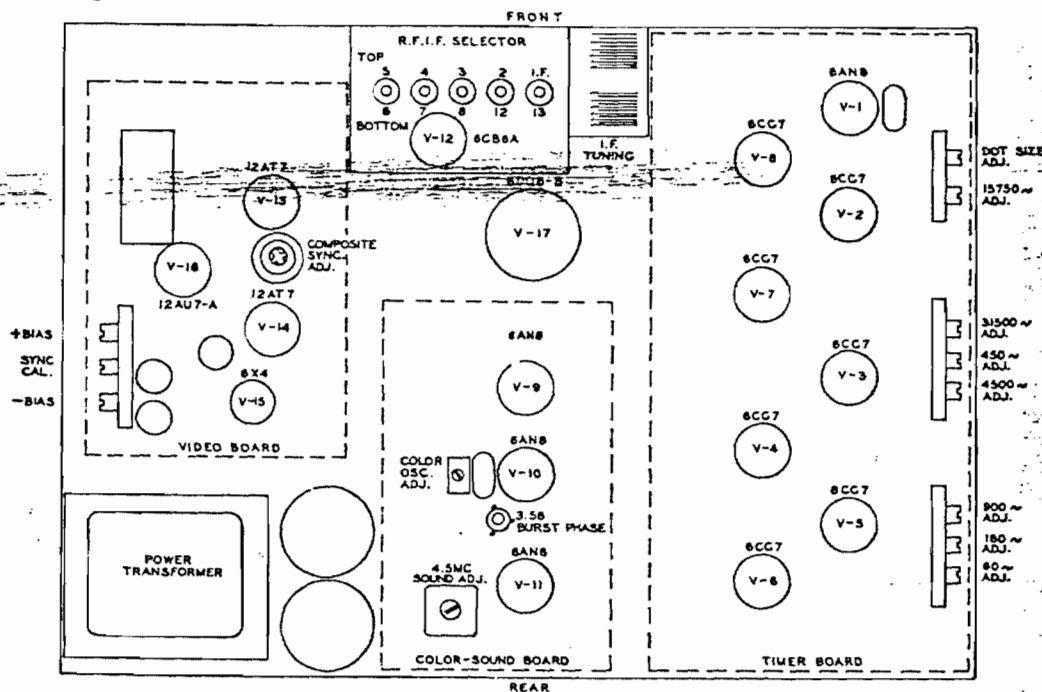 FRONT
R.F.I.F. SELECTOR
TOP
5 4 3 2 I.F.
6 7 8 12 13
BOTTOM
V-12
6CB6A
I.F. TUNING
6AN8
V-1
6CG7
V-8
DOT SIZE ADJ.
6CG7
V-2
15750~ ADJ.
12AT7
V-13
V-17
COMPOSITE SYNC. ADJ.
V-16
12AU7-A
12AT7
V-14
6CG7
V-7
+BIAS
SYNC CAL.
-BIAS
6X4
V-15
VIDEO BOARD
6AN8
V-9
6CG7
V-3
31500~ ADJ.
450~ ADJ.
4500~ ADJ.
6CG7
V-4
COLOR OSC. ADJ.
6AN8
V-10
3.58 BURST PHASE
6CG7
V-5
900~ ADJ.
180~ ADJ.
60~ ADJ.
POWER TRANSFORMER
4.5MC SOUND ADJ.
6AN8
V-11
6CG7
V-6
COLOR-SOUND BOARD
TIMER BOARD
REAR